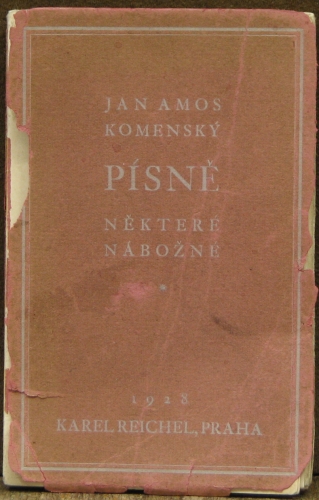 JAN AMOS
KOMENSKÝ
PÍSNĚ
NĚKTERÉ
NÁBOŽNÉ
1928
KAREL REICHEL, PRAHA